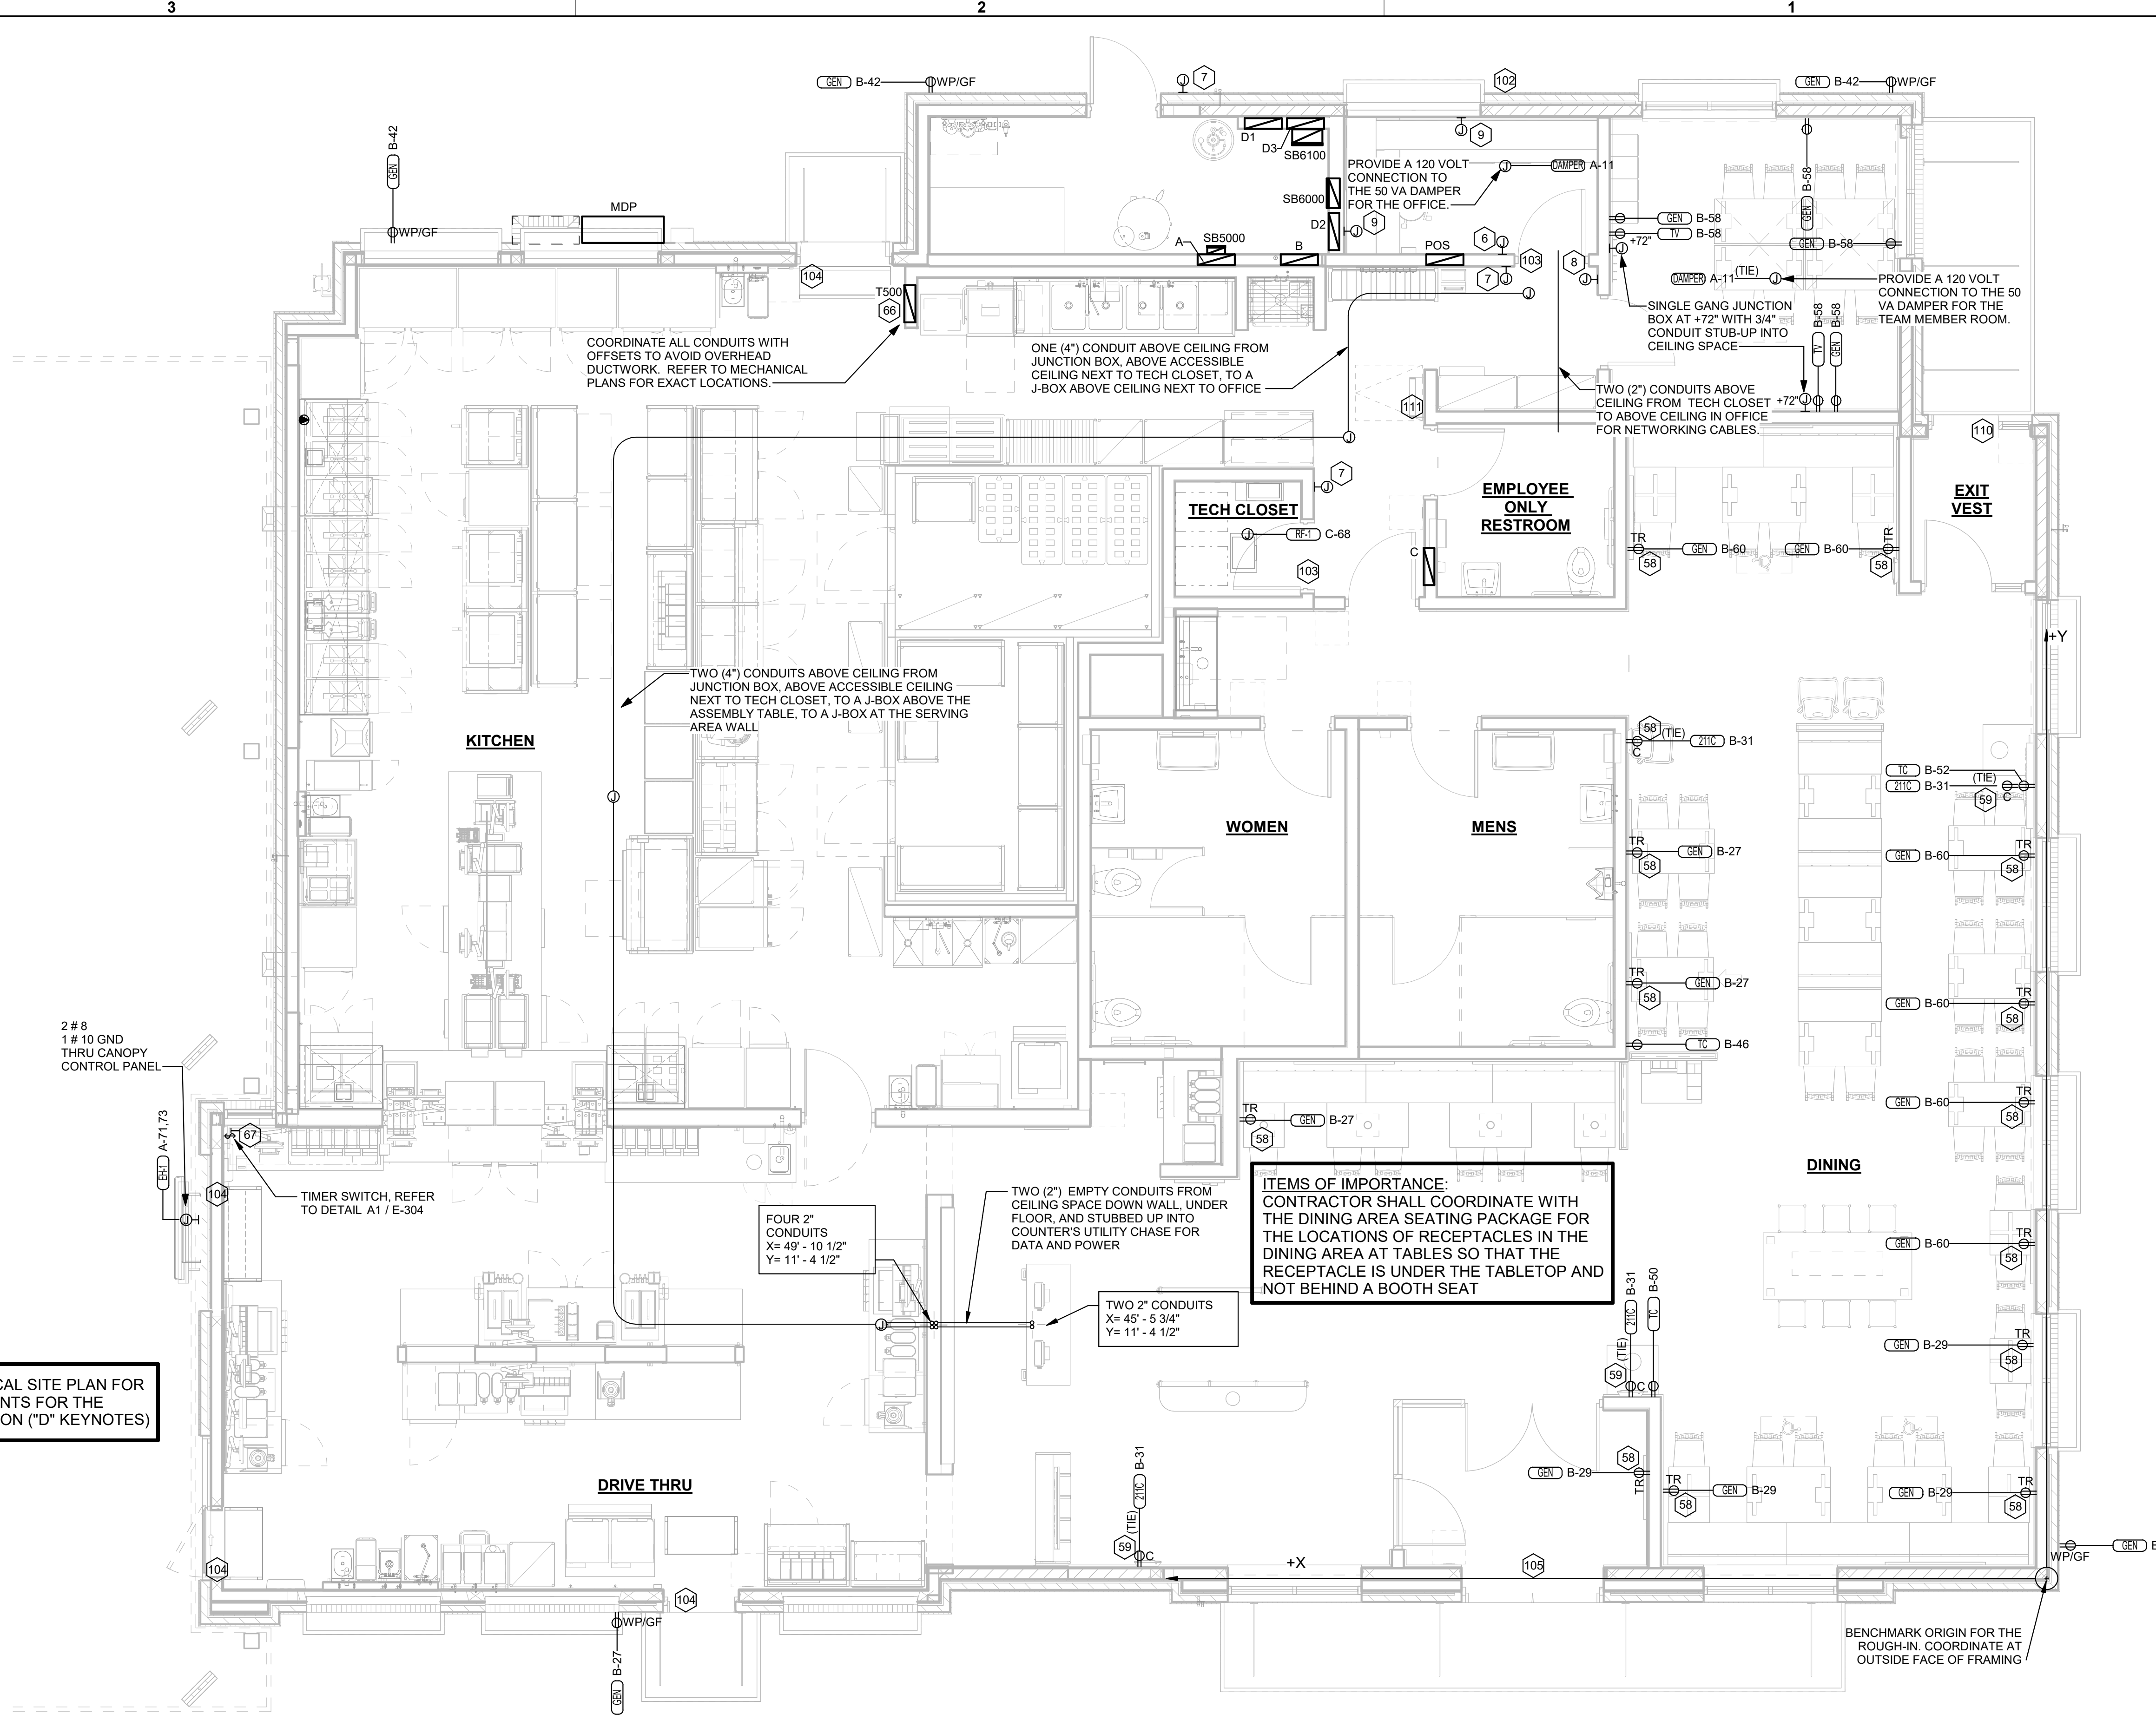 3
2
1
GEN B-42
WP/GF
7
102
GEN B-42
WP/GF
GEN B-42
WP/GF
MDP
D1
D3
SB6100
9
PROVIDE A 120 VOLT
CONNECTION TO
THE 50 VA DAMPER
FOR THE OFFICE.
DAMPER A-11
SB6000
D2
9
A
SB5000
B
POS
6
7
103
8
GEN B-58
GEN B-58
TV B-58
+72"
GEN B-58
DAMPER A-11 (TIE)
PROVIDE A 120 VOLT
CONNECTION TO THE 50
VA DAMPER FOR THE
TEAM MEMBER ROOM.
SINGLE GANG JUNCTION
BOX AT +72" WITH 3/4"
CONDUIT STUB-UP INTO
CEILING SPACE
TV B-58
GEN B-58
+72"
104
T500
66
COORDINATE ALL CONDUITS WITH
OFFSETS TO AVOID OVERHEAD
DUCTWORK. REFER TO MECHANICAL
PLANS FOR EXACT LOCATIONS.
ONE (4") CONDUIT ABOVE CEILING FROM
JUNCTION BOX, ABOVE ACCESSIBLE
CEILING NEXT TO TECH CLOSET, TO A
J-BOX ABOVE CEILING NEXT TO OFFICE
TWO (2") CONDUITS ABOVE
CEILING FROM TECH CLOSET
TO ABOVE CEILING IN OFFICE
FOR NETWORKING CABLES.
111
110
7
TECH CLOSET
RF-1 C-68
103
C
EMPLOYEE
ONLY
RESTROOM
EXIT
VEST
TR
58
GEN B-60
GEN B-60
TR
58
+Y
TWO (4") CONDUITS ABOVE CEILING FROM
JUNCTION BOX, ABOVE ACCESSIBLE CEILING
NEXT TO TECH CLOSET, TO A J-BOX ABOVE THE
ASSEMBLY TABLE, TO A J-BOX AT THE SERVING
AREA WALL
KITCHEN
WOMEN
MENS
58
(TIE)
C
211C B-31
TC B-52
211C B-31
(TIE)
59
C
TR
58
GEN B-27
GEN B-60
TR
58
TR
58
GEN B-27
GEN B-60
TR
58
TC B-46
GEN B-60
TR
58
2 # 8
1 # 10 GND
THRU CANOPY
CONTROL PANEL
EH-1 A-71,73
67
104
TIMER SWITCH, REFER
TO DETAIL A1 / E-304
TR
58
GEN B-27
DINING
FOUR 2"
CONDUITS
X= 49' - 10 1/2"
Y= 11' - 4 1/2"
TWO (2") EMPTY CONDUITS FROM
CEILING SPACE DOWN WALL, UNDER
FLOOR, AND STUBBED UP INTO
COUNTER'S UTILITY CHASE FOR
DATA AND POWER
ITEMS OF IMPORTANCE:
CONTRACTOR SHALL COORDINATE WITH
THE DINING AREA SEATING PACKAGE FOR
THE LOCATIONS OF RECEPTACLES IN THE
DINING AREA AT TABLES SO THAT THE
RECEPTACLE IS UNDER THE TABLETOP AND
NOT BEHIND A BOOTH SEAT
TWO 2" CONDUITS
X= 45' - 5 3/4"
Y= 11' - 4 1/2"
GEN B-60
TR
58
GEN B-29
TR
58
211C B-31
TC B-50
(TIE)
59
C
CAL SITE PLAN FOR
NTS FOR THE
ON ("D" KEYNOTES)
DRIVE THRU
211C B-31
(TIE)
59
C
58
GEN B-29
TR
TR
58
GEN B-29
GEN B-29
TR
58
104
104
+X
105
WP/GF
GEN
WP/GF
GEN B-27
BENCHMARK ORIGIN FOR THE
ROUGH-IN. COORDINATE AT
OUTSIDE FACE OF FRAMING